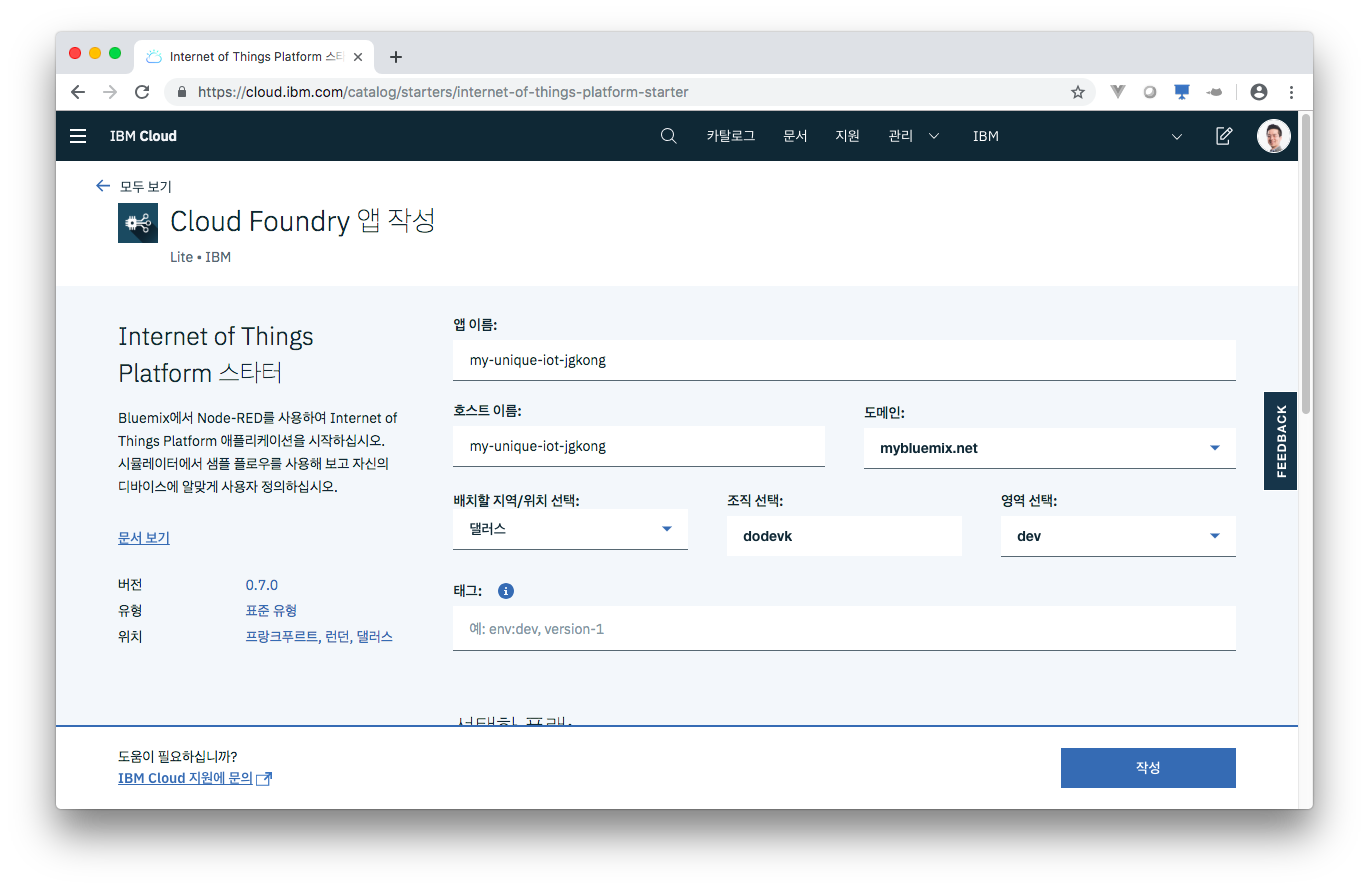 Internet of Things Platform 스타
https://cloud.ibm.com/catalog/starters/internet-of-things-platform-starter
IBM Cloud
카탈로그
문서
지원
관리
IBM
모두 보기
Cloud Foundry 앱 작성
Lite • IBM
Internet of Things
Platform 스타터
Bluemix에서 Node-RED를 사용하여 Internet of
Things Platform 애플리케이션을 시작하십시오.
시뮬레이터에서 샘플 플로우를 사용해 보고 자신의
디바이스에 알맞게 사용자 정의하십시오.
문서 보기
버전 0.7.0
유형 표준 유형
위치 프랑크푸르트, 런던, 댈러스
앱 이름:
my-unique-iot-jgkong
호스트 이름:
my-unique-iot-jgkong
도메인:
mybluemix.net
배치할 지역/위치 선택:
댈러스
조직 선택:
dodevk
영역 선택:
dev
태그:
예: env:dev, version-1
FEEDBACK
도움이 필요하십니까?
IBM Cloud 지원에 문의
작성